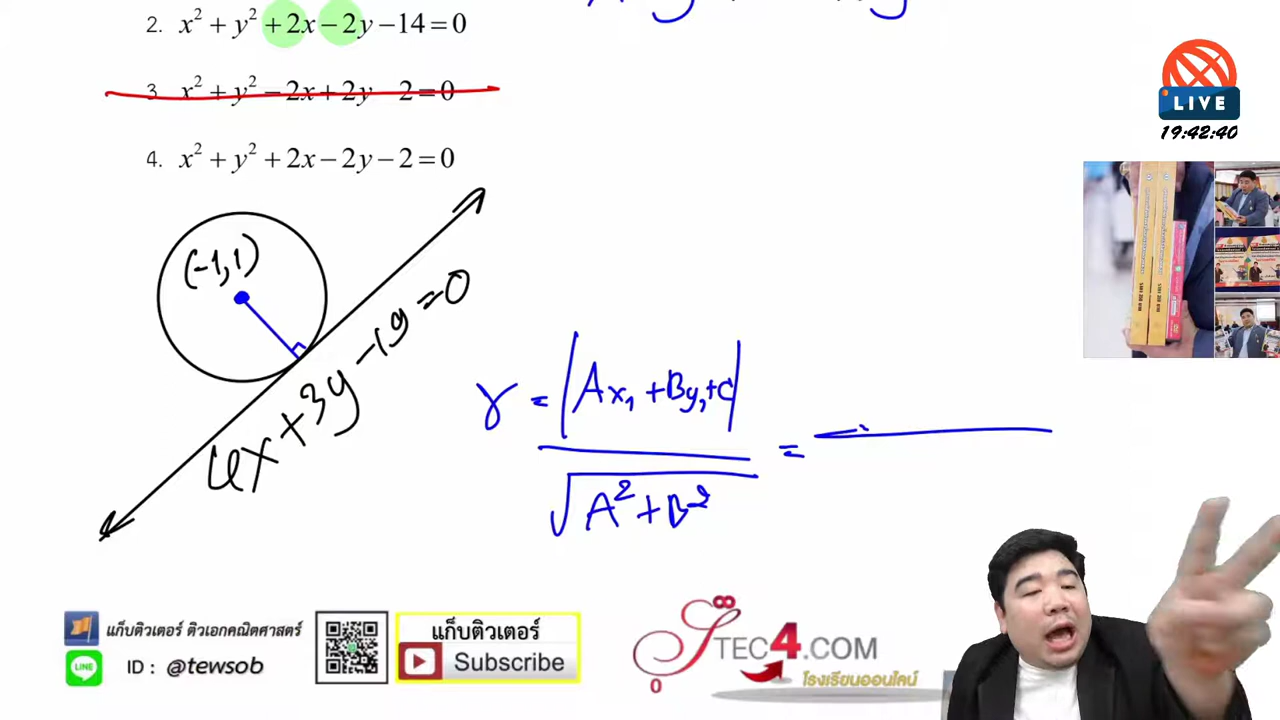 2. x² + y² + 2x − 2y − 14 = 0
3. x² + y² − 2x + 2y − 2 = 0
4. x² + y² + 2x − 2y − 2 = 0
LIVE
19:42:40
(-1,1)
4x+3y-19=0
r = |Ax₁+By₁+C| / √A²+B² =
แก็บติวเตอร์ ติวเอกคณิตศาสตร์
LINE ID : @tewsob
แก็บติวเตอร์
Subscribe
STEC4.COM
โรงเรียนออนไลน์